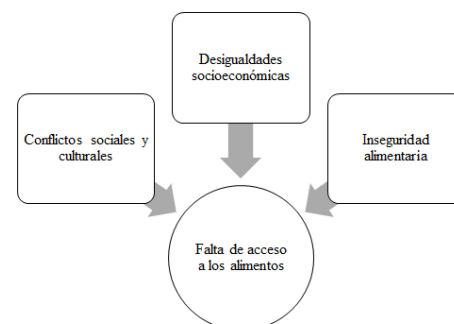 Desigualdades
socioeconómicas
Conflictos sociales y
culturales
Inseguridad
alimentaria
Falta de acceso
a los alimentos